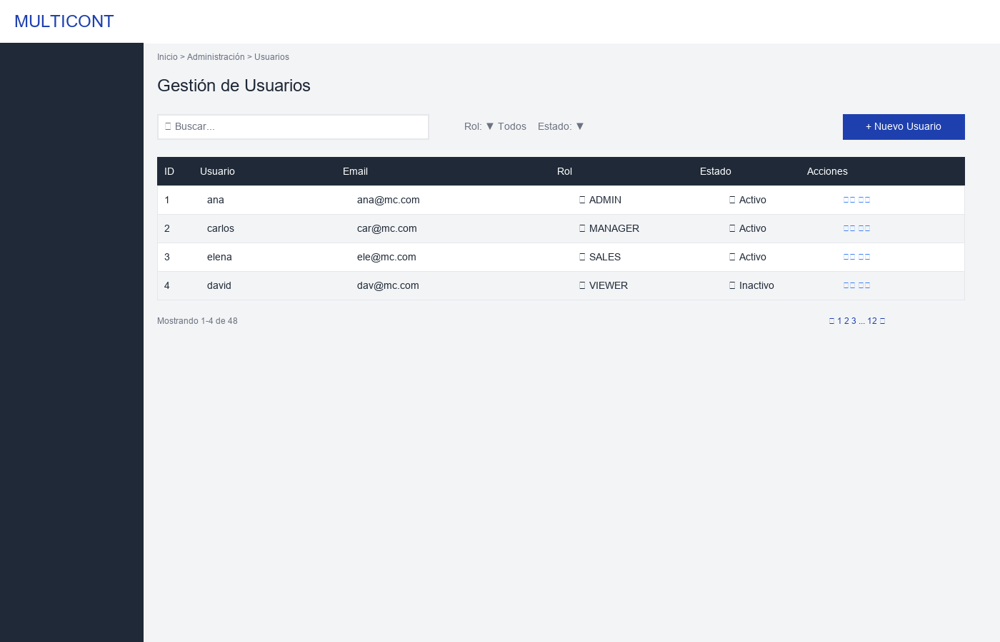 MULTICONT
Inicio > Administración > Usuarios
Gestión de Usuarios
Buscar... Rol: ▼ Todos Estado: ▼ + Nuevo Usuario
ID Usuario Email Rol Estado Acciones
1 ana ana@mc.com ADMIN Activo
2 carlos car@mc.com MANAGER Activo
3 elena ele@mc.com SALES Activo
4 david dav@mc.com VIEWER Inactivo
Mostrando 1-4 de 48 1 2 3 ... 12